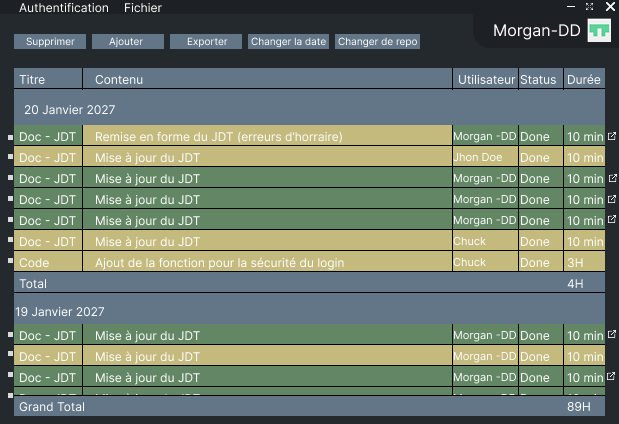 Authentification Fichier
Morgan-DD
Supprimer Ajouter Exporter Changer la date Changer de repo
Titre Contenu Utilisateur Status Durée
20 Janvier 2027
Doc - JDT Remise en forme du JDT (erreurs d'horraire) Morgan -DD Done 10 min
Doc - JDT Mise à jour du JDT Jhon Doe Done 10 min
Doc - JDT Mise à jour du JDT Morgan -DD Done 10 min
Doc - JDT Mise à jour du JDT Morgan -DD Done 10 min
Doc - JDT Mise à jour du JDT Morgan -DD Done 10 min
Doc - JDT Mise à jour du JDT Chuck Done 10 min
Code Ajout de la fonction pour la sécurité du login Chuck Done 3H
Total 4H
19 Janvier 2027
Doc - JDT Mise à jour du JDT Morgan -DD Done 10 min
Doc - JDT Mise à jour du JDT Morgan -DD Done 10 min
Doc - JDT Mise à jour du JDT Morgan -DD Done 10 min
Grand Total 89H